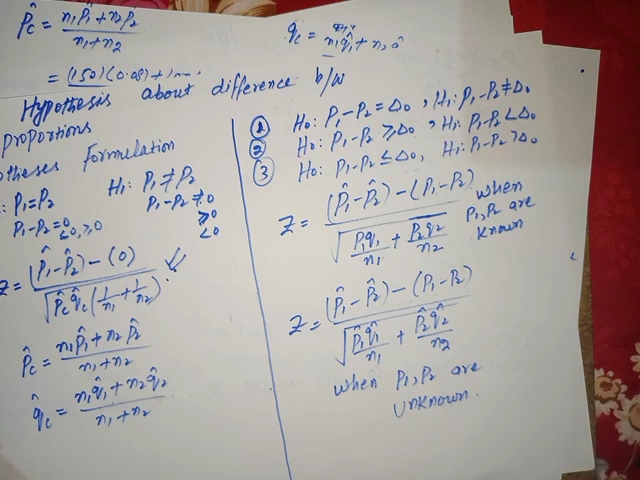 p̂c = (n₁p̂₁ + n₂p̂₂)/(n₁+n₂)
= (150)(0.08)+
Hypothesis about difference b/w
proportions
otheses formulation
: P₁=P₂ H₁: P₁≠P₂
P₁-P₂=0 P₁-P₂≠0
≤0,≥0 ≥0
<0
Z = ((p̂₁-p̂₂)-(0))/√(p̂c q̂c (1/n₁+1/n₂))
p̂c = (n₁p̂₁+n₂p̂₂)/(n₁+n₂)
q̂c = (n₁q̂₁+n₂q̂₂)/(n₁+n₂)
q̂c = n₁q̂₁ + n₂q̂
① H₀: P₁-P₂=Δ₀, H₁: P₁-P₂≠Δ₀
② H₀: P₁-P₂≥Δ₀, H₁: P₁-P₂<Δ₀
③ H₀: P₁-P₂≤Δ₀, H₁: P₁-P₂>Δ₀
Z = ((p̂₁-p̂₂)-(P₁-P₂))/√(P₁q₁/n₁ + P₂q₂/n₂)
when
P₁,P₂ are
known
Z = ((p̂₁-p̂₂)-(P₁-P₂))/√(p̂₁q̂₁/n₁ + p̂₂q̂₂/n₂)
when P₁,P₂ are
unknown.